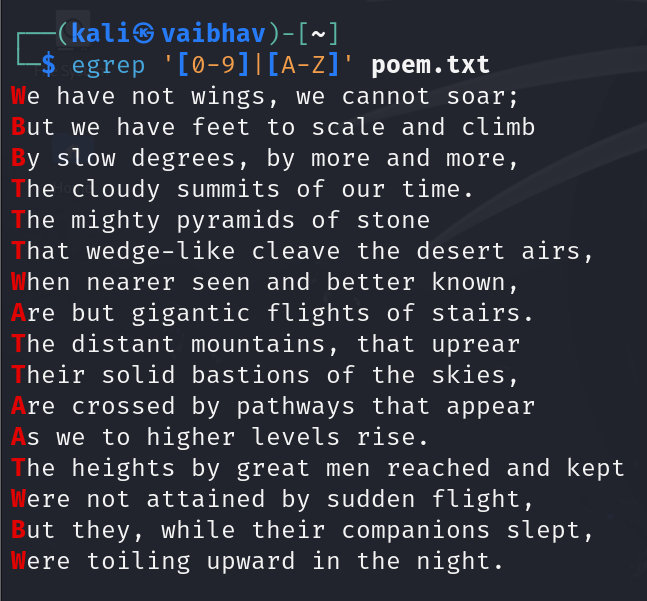 ┌──(kali㉿vaibhav)-[~]
└─$ egrep '[0-9]|[A-Z]' poem.txt
We have not wings, we cannot soar;
But we have feet to scale and climb
By slow degrees, by more and more,
The cloudy summits of our time.
The mighty pyramids of stone
That wedge-like cleave the desert airs,
When nearer seen and better known,
Are but gigantic flights of stairs.
The distant mountains, that uprear
Their solid bastions of the skies,
Are crossed by pathways that appear
As we to higher levels rise.
The heights by great men reached and kept
Were not attained by sudden flight,
But they, while their companions slept,
Were toiling upward in the night.